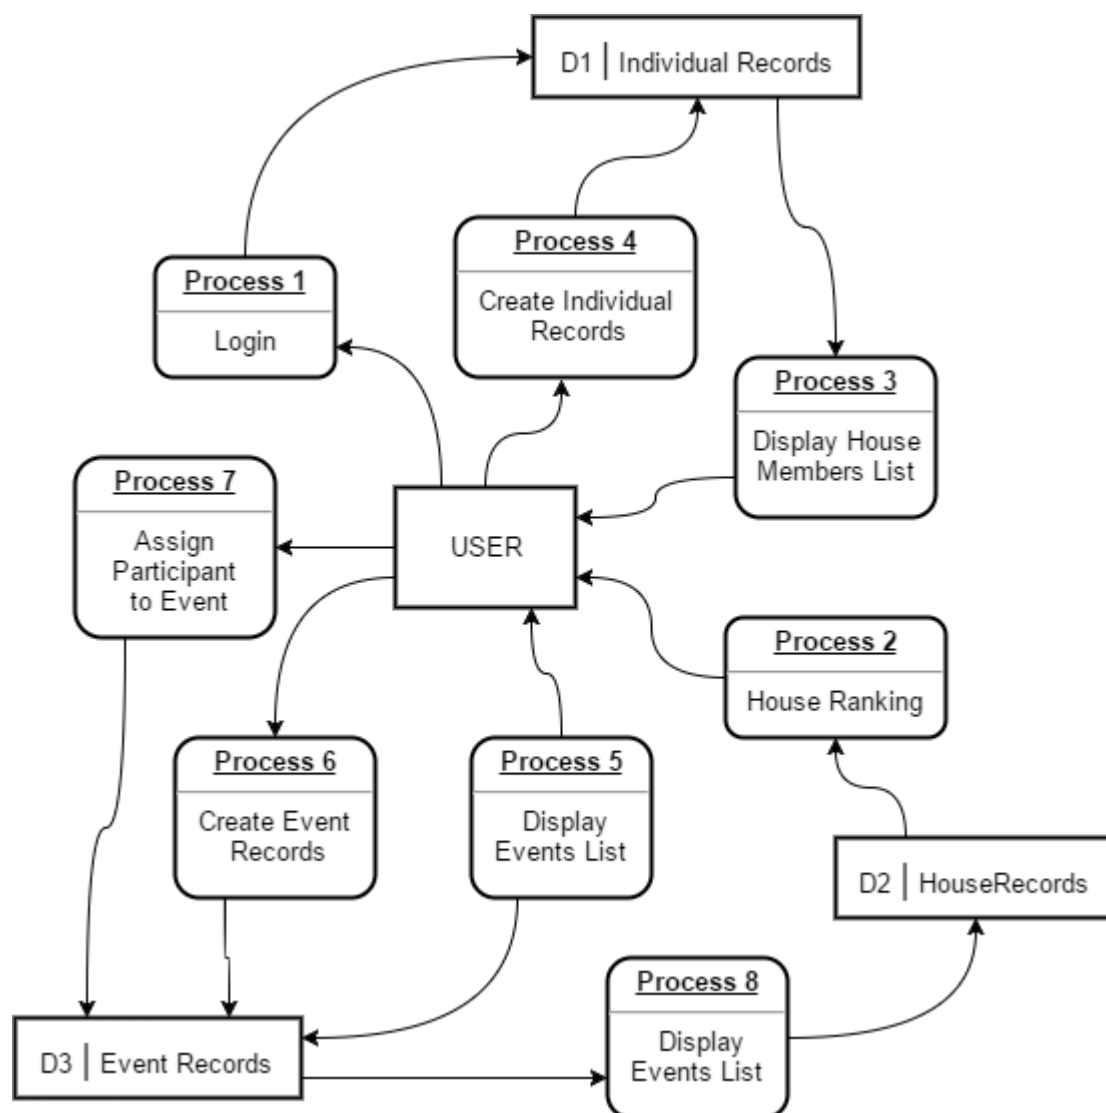 D1 | Individual Records
Process 4
Create Individual
Records
Process 1
Login
Process 3
Display House
Members List
Process 7
Assign
Participant
to Event
USER
Process 2
House Ranking
Process 6
Create Event
Records
Process 5
Display
Events List
D2 | HouseRecords
Process 8
Display
Events List
D3 | Event Records